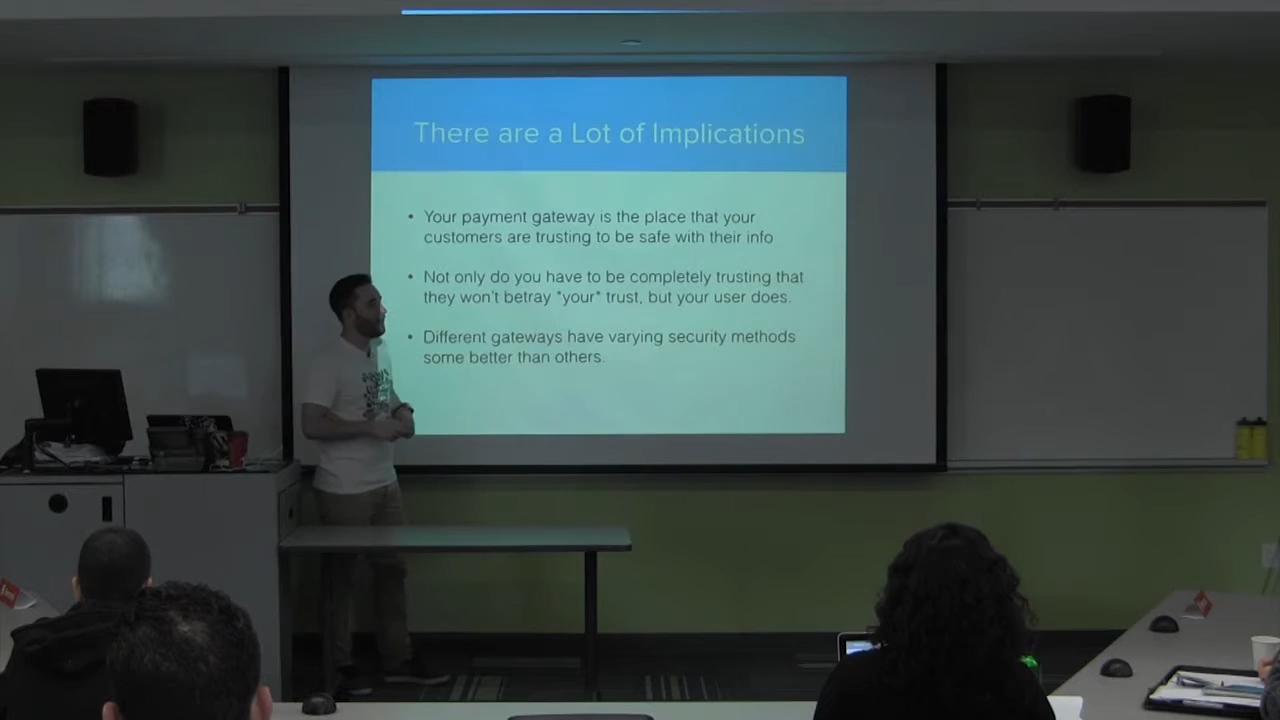 There are a Lot of Implications
• Your payment gateway is the place that your
customers are trusting to be safe with their info
• Not only do you have to be completely trusting that
they won't betray *your* trust, but your user does.
• Different gateways have varying security methods
some better than others.